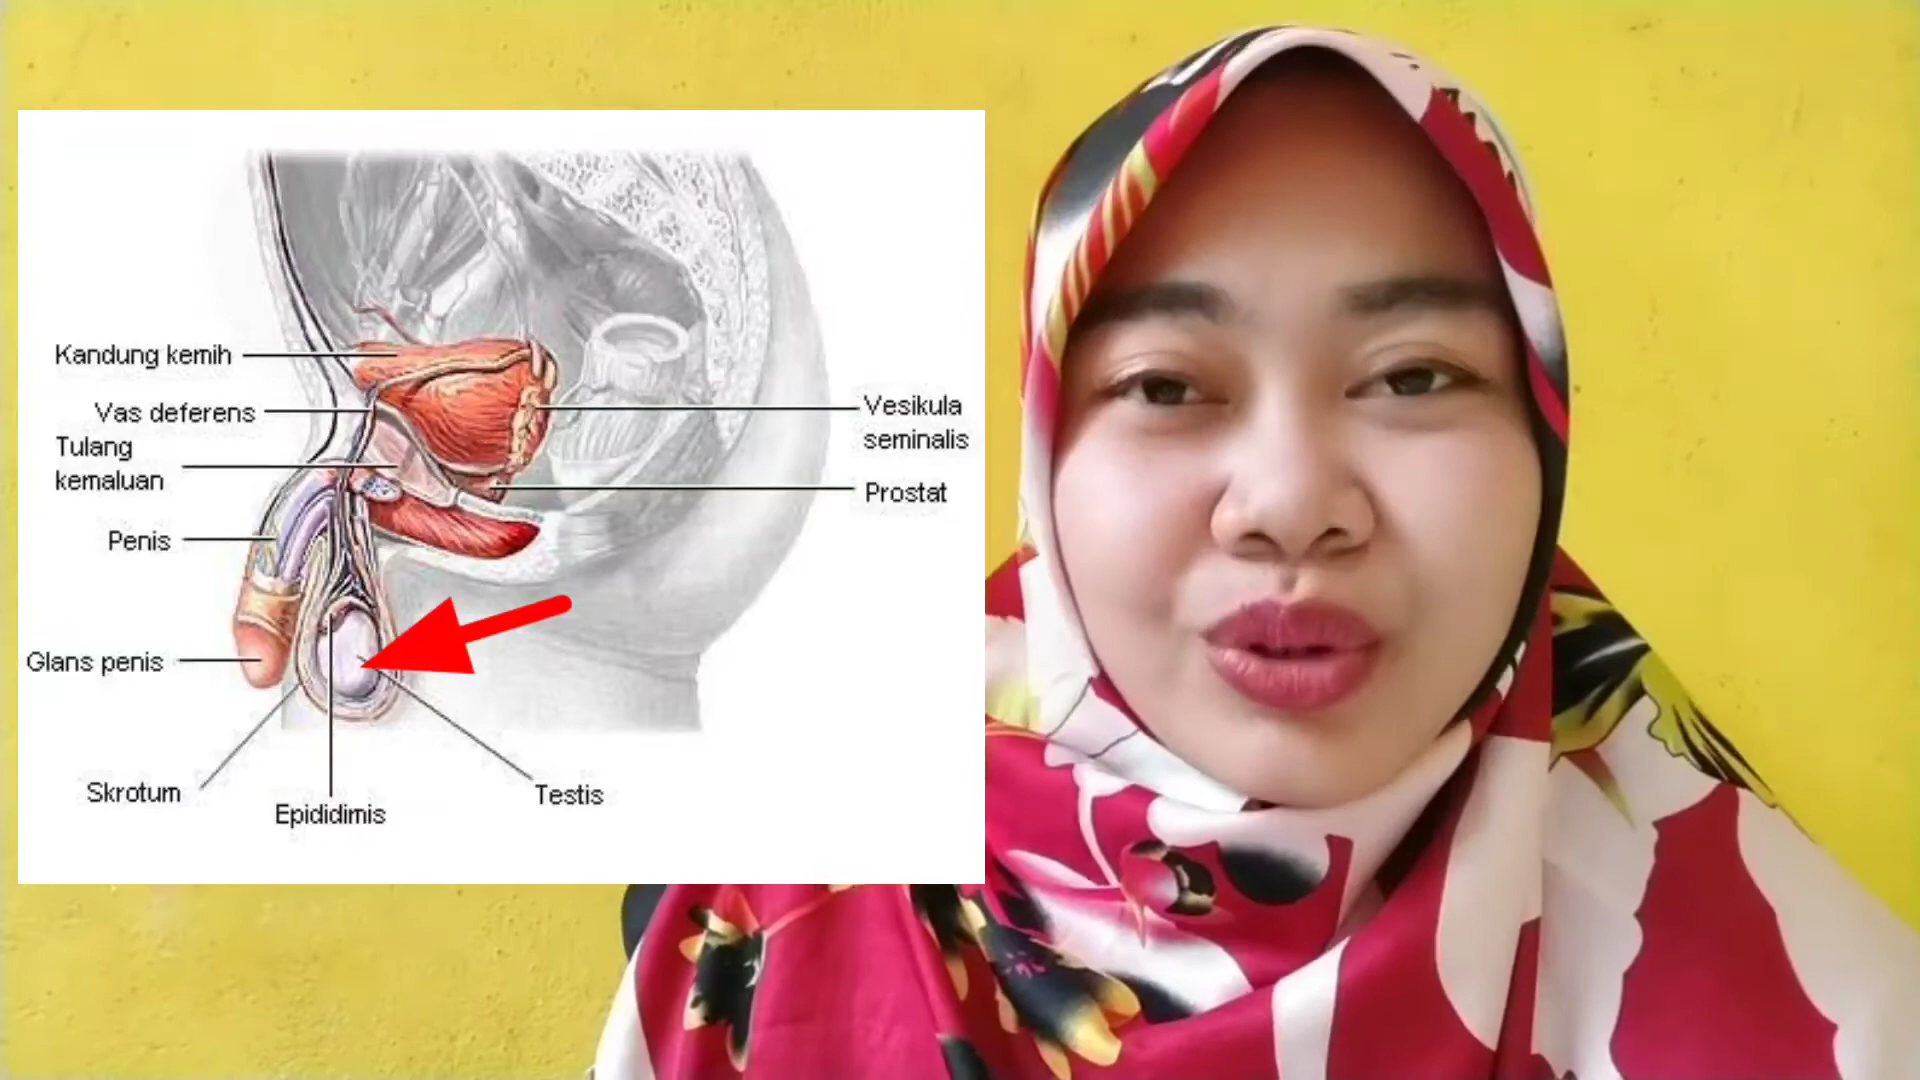 Kandung kemih
Vas deferens
Tulang
kemaluan
Penis
Glans penis
Skrotum
Epididimis
Testis
Vesikula
seminalis
Prostat